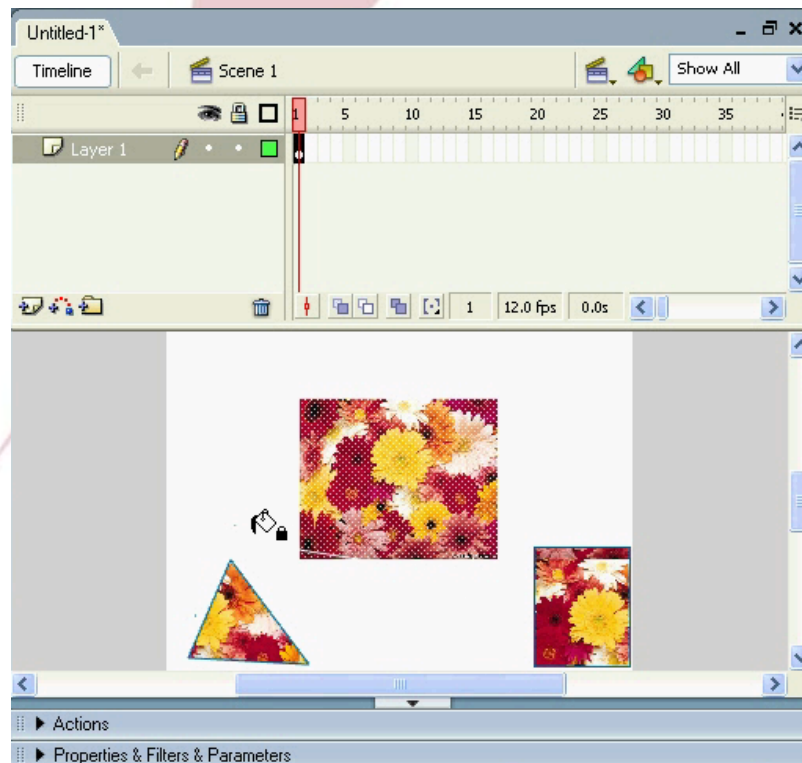 Untitled-1*
Timeline Scene 1 Show All
1 5 10 15 20 25 30 35
Layer 1
1 12.0 fps 0.0s
Actions
Properties & Filters & Parameters